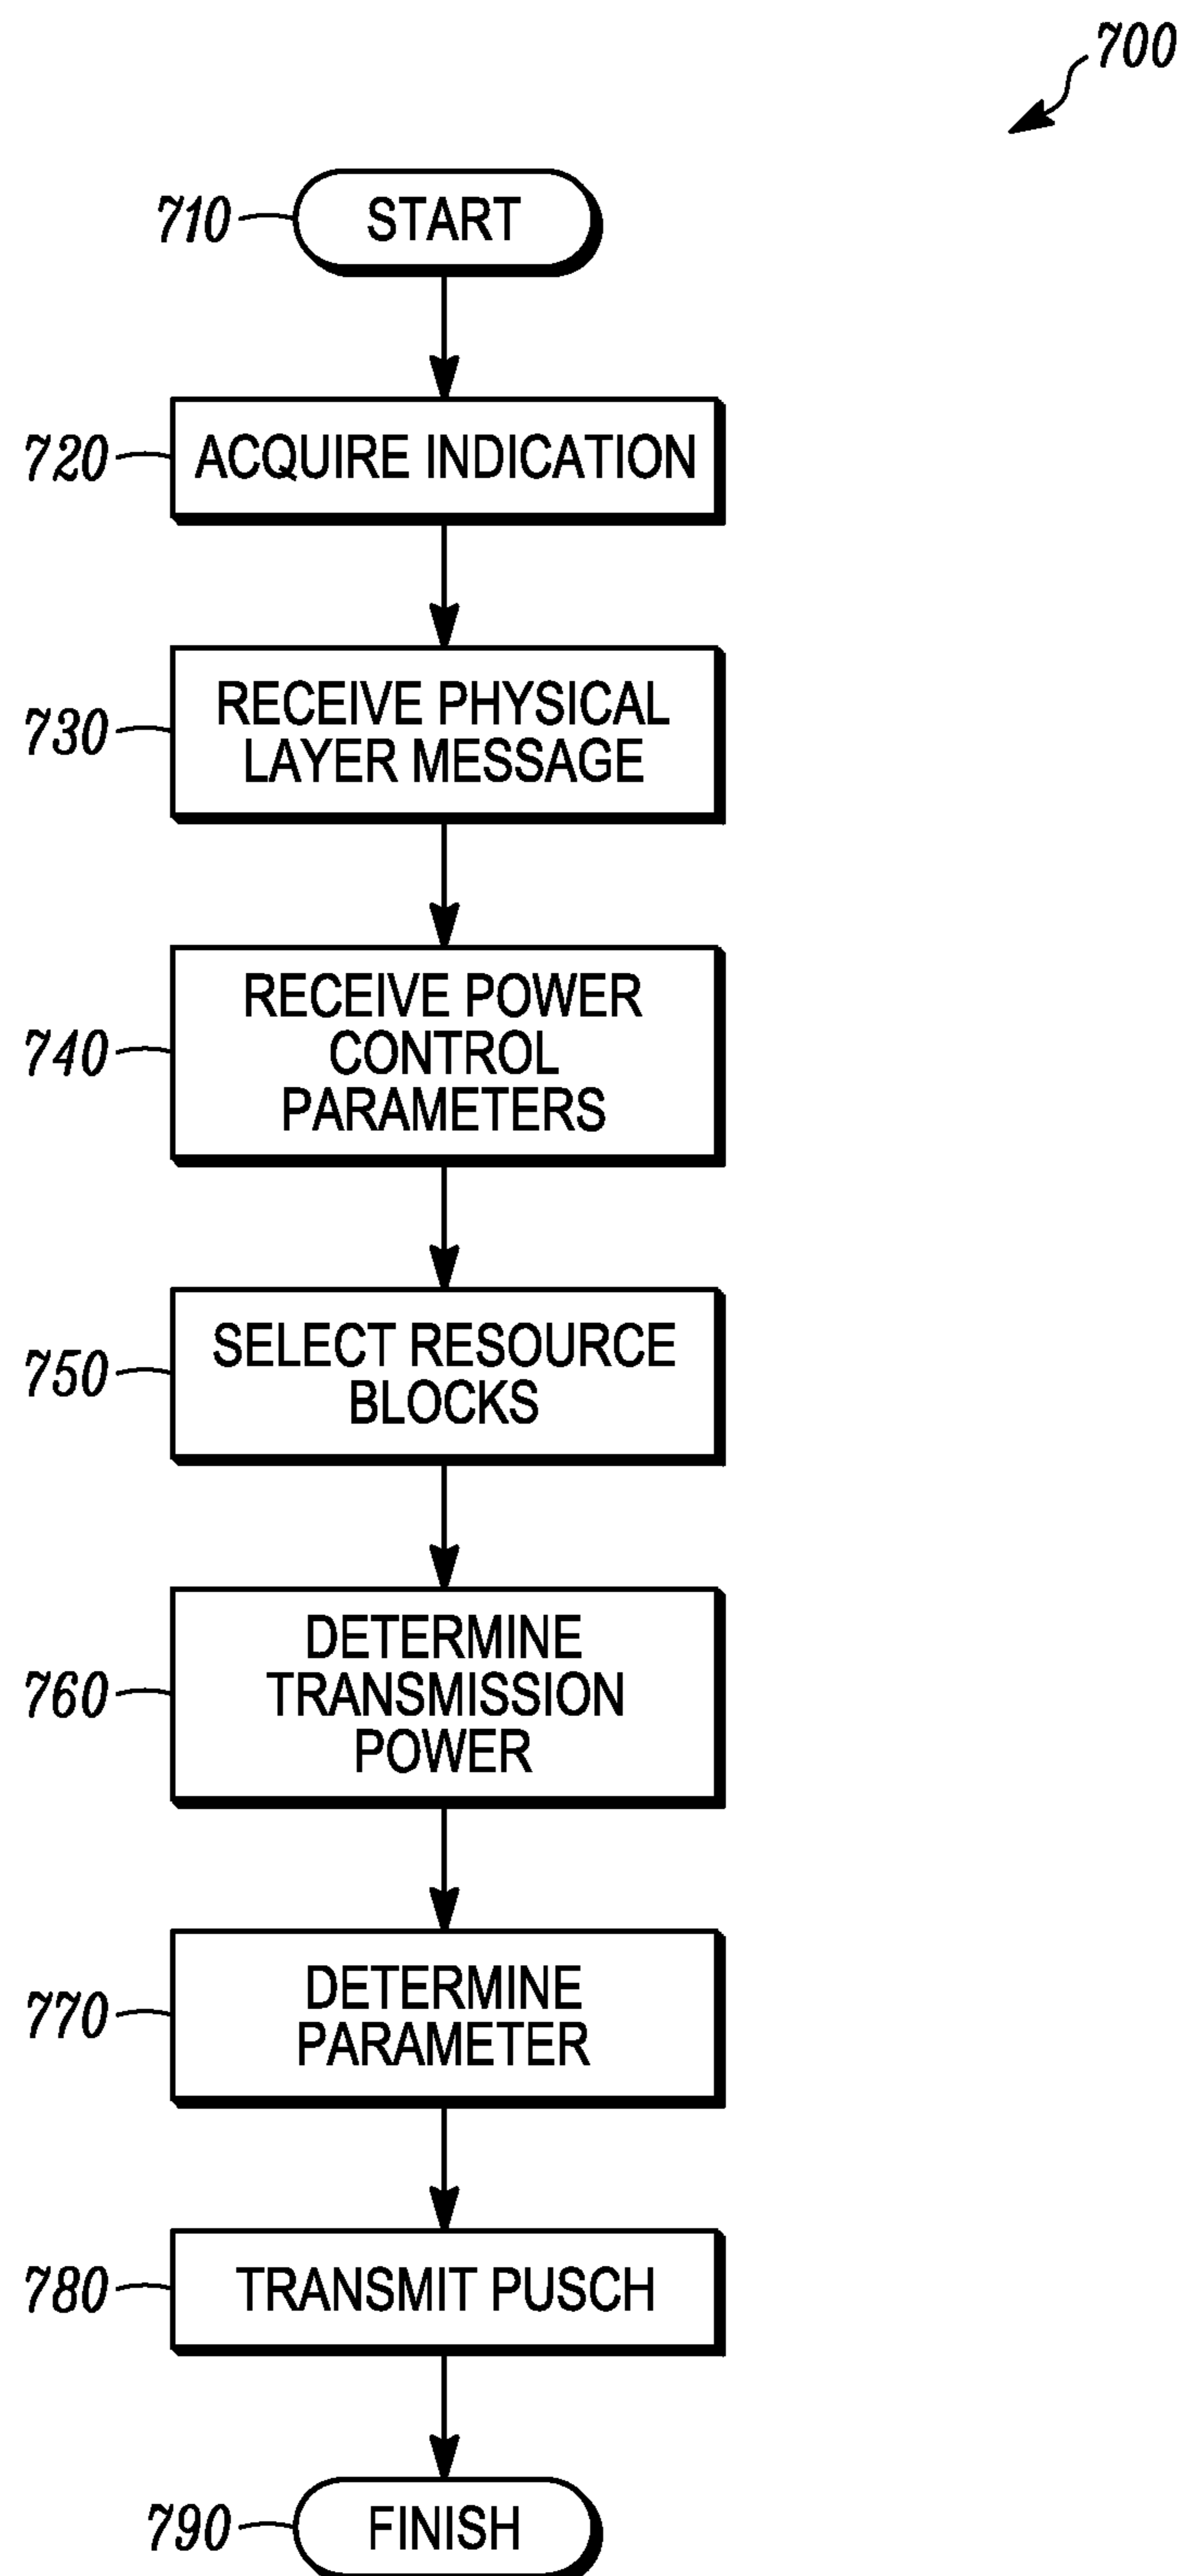 700
710
START
720
ACQUIRE INDICATION
730
RECEIVE PHYSICAL
LAYER MESSAGE
740
RECEIVE POWER
CONTROL
PARAMETERS
750
SELECT RESOURCE
BLOCKS
760
DETERMINE
TRANSMISSION
POWER
770
DETERMINE
PARAMETER
780
TRANSMIT PUSCH
790
FINISH